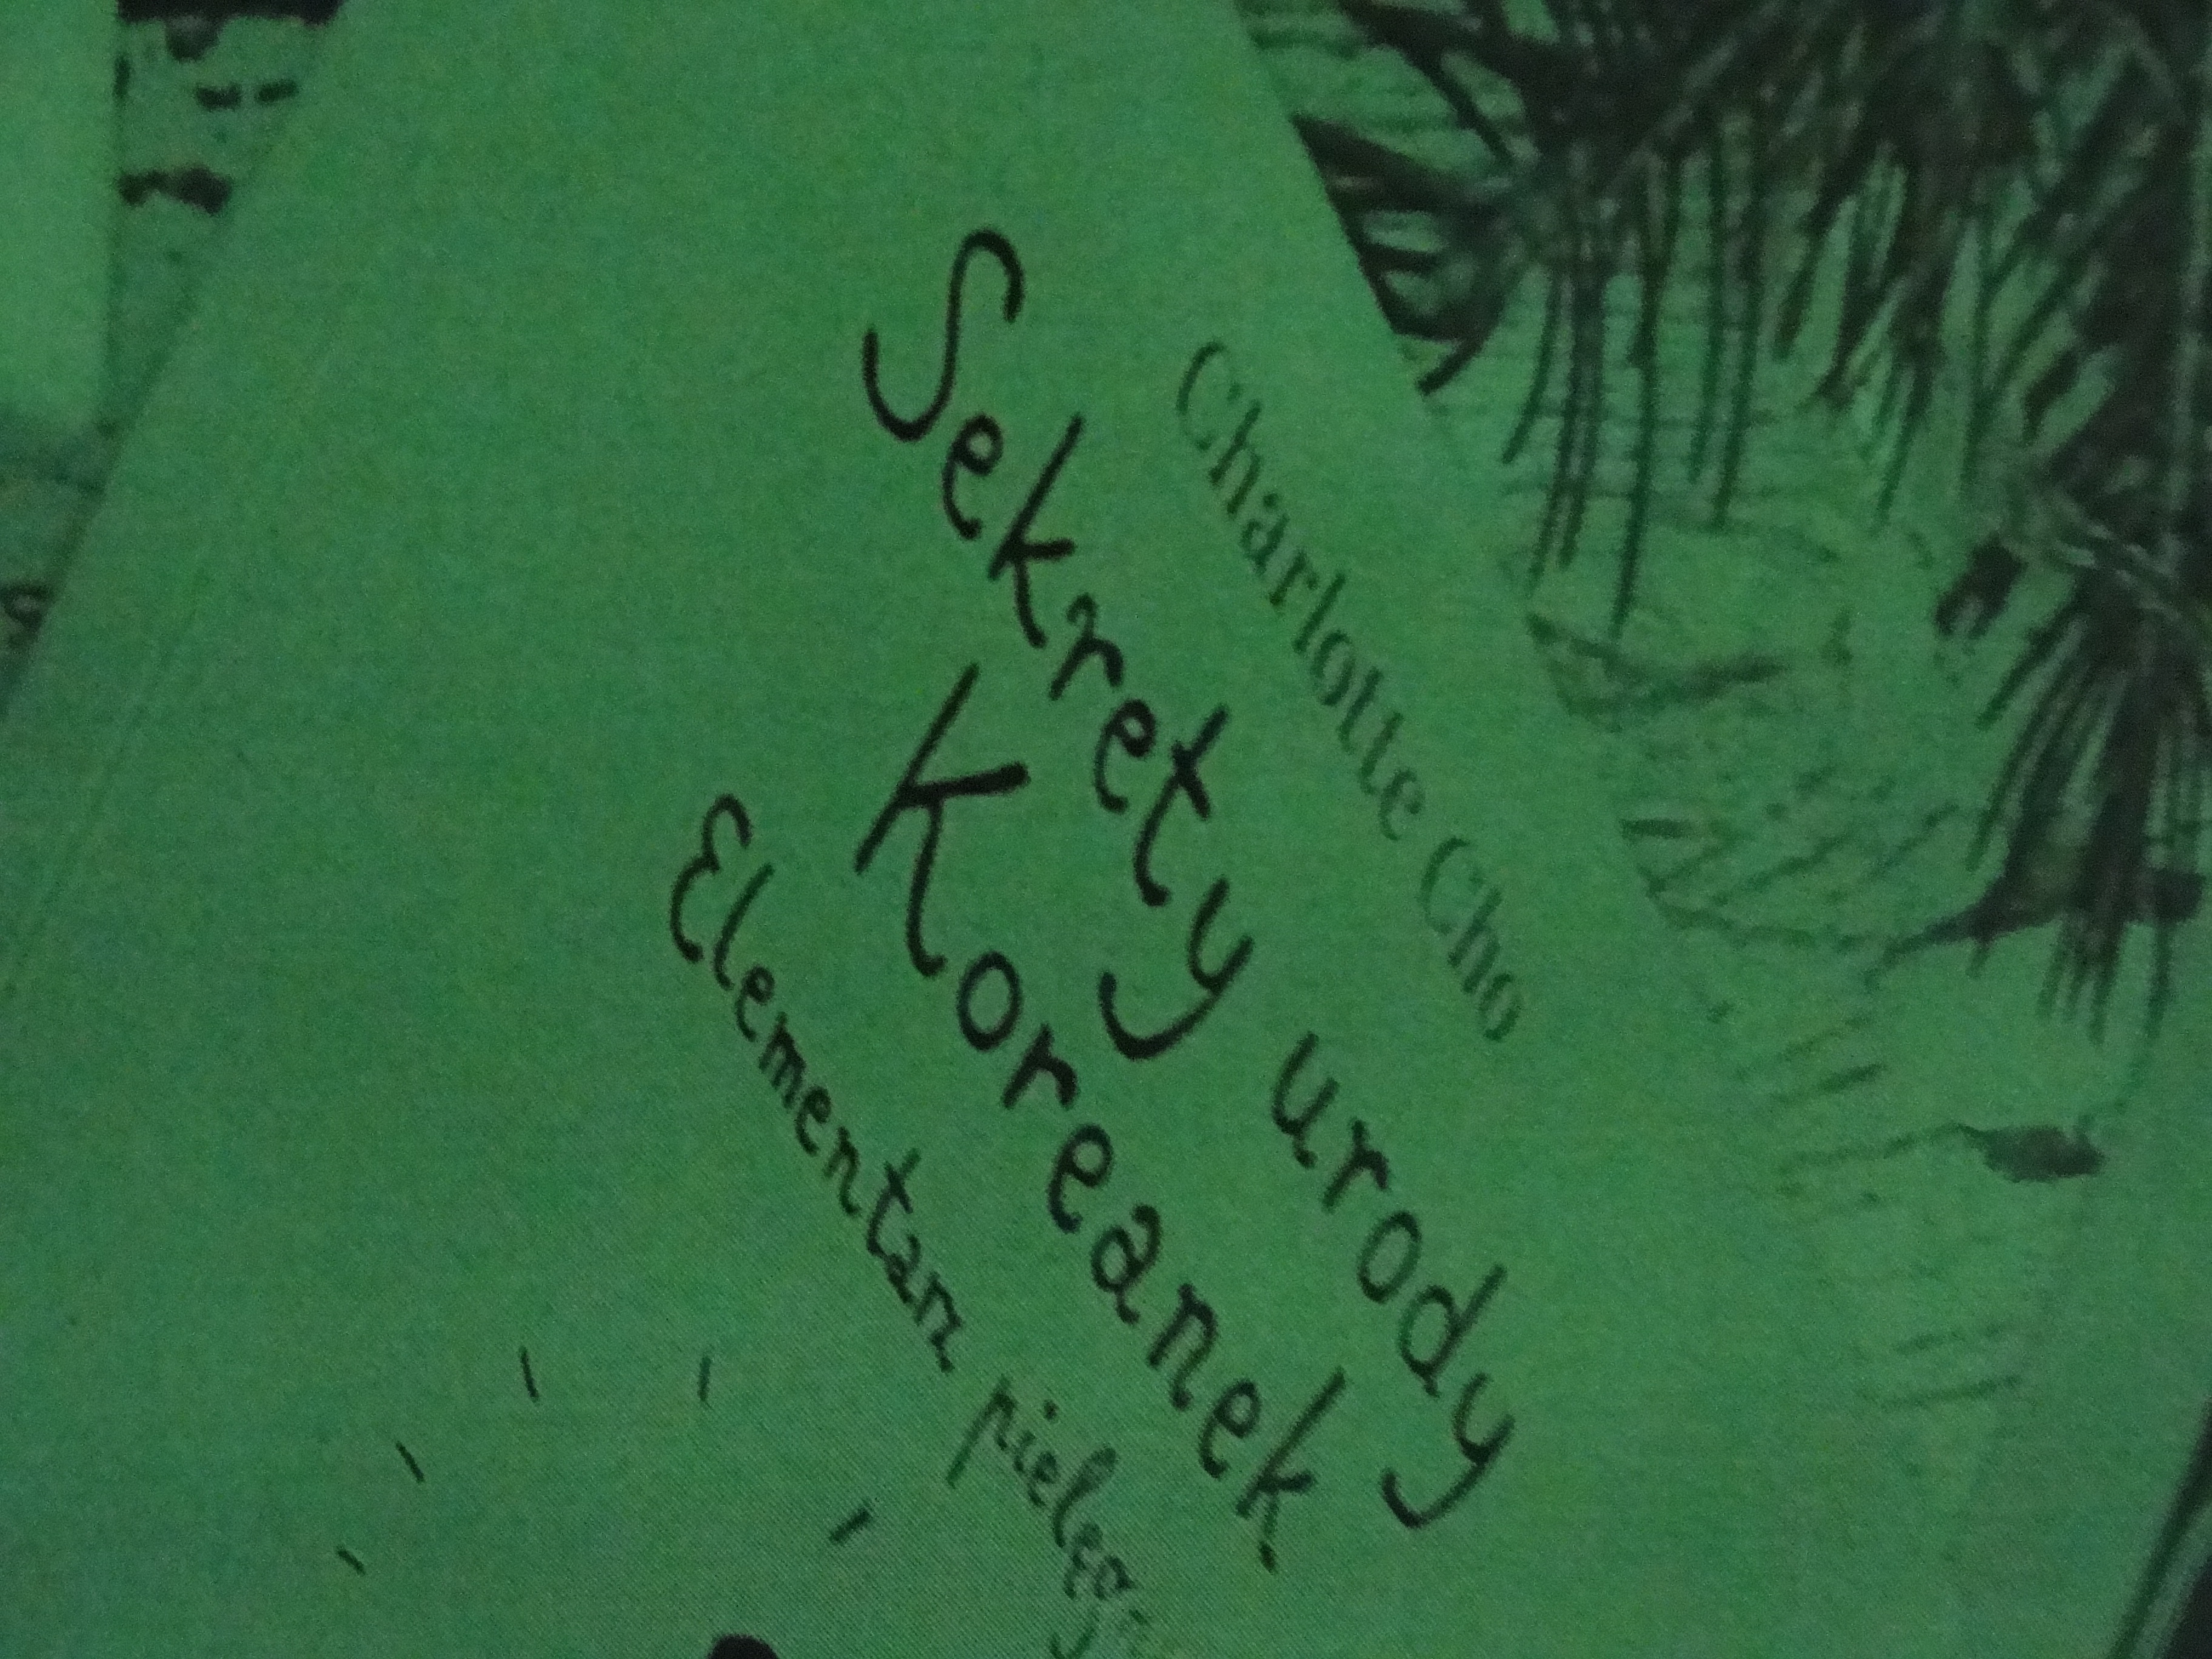 Charlotte Cho
Sekrety urody
Koreanek
Elementarz